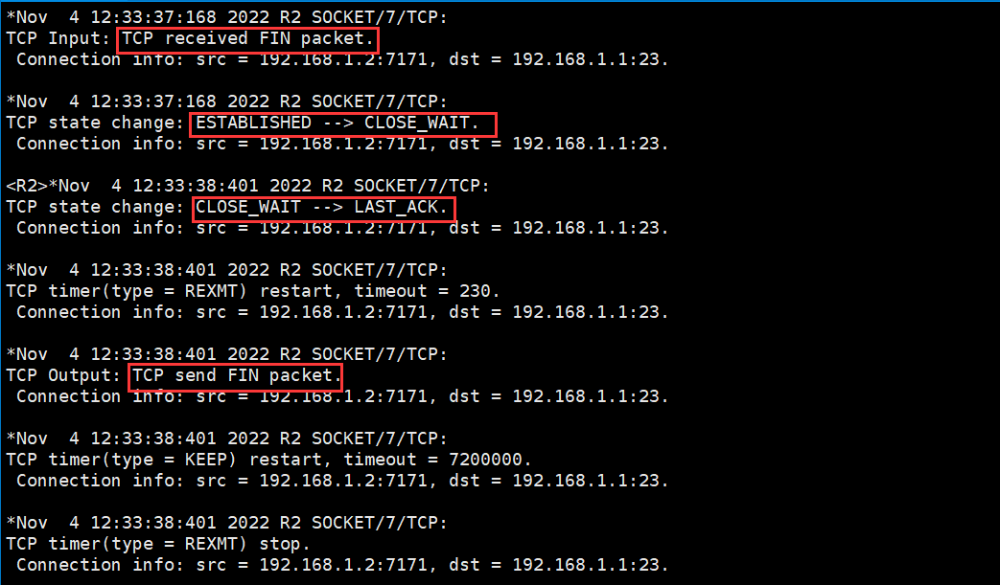 *Nov  4 12:33:37:168 2022 R2 SOCKET/7/TCP:
TCP Input: TCP received FIN packet.
 Connection info: src = 192.168.1.2:7171, dst = 192.168.1.1:23.

*Nov  4 12:33:37:168 2022 R2 SOCKET/7/TCP:
TCP state change: ESTABLISHED --> CLOSE_WAIT.
 Connection info: src = 192.168.1.2:7171, dst = 192.168.1.1:23.

<R2>*Nov  4 12:33:38:401 2022 R2 SOCKET/7/TCP:
TCP state change: CLOSE_WAIT --> LAST_ACK.
 Connection info: src = 192.168.1.2:7171, dst = 192.168.1.1:23.

*Nov  4 12:33:38:401 2022 R2 SOCKET/7/TCP:
TCP timer(type = REXMT) restart, timeout = 230.
 Connection info: src = 192.168.1.2:7171, dst = 192.168.1.1:23.

*Nov  4 12:33:38:401 2022 R2 SOCKET/7/TCP:
TCP Output: TCP send FIN packet.
 Connection info: src = 192.168.1.2:7171, dst = 192.168.1.1:23.

*Nov  4 12:33:38:401 2022 R2 SOCKET/7/TCP:
TCP timer(type = KEEP) restart, timeout = 7200000.
 Connection info: src = 192.168.1.2:7171, dst = 192.168.1.1:23.

*Nov  4 12:33:38:401 2022 R2 SOCKET/7/TCP:
TCP timer(type = REXMT) stop.
 Connection info: src = 192.168.1.2:7171, dst = 192.168.1.1:23.